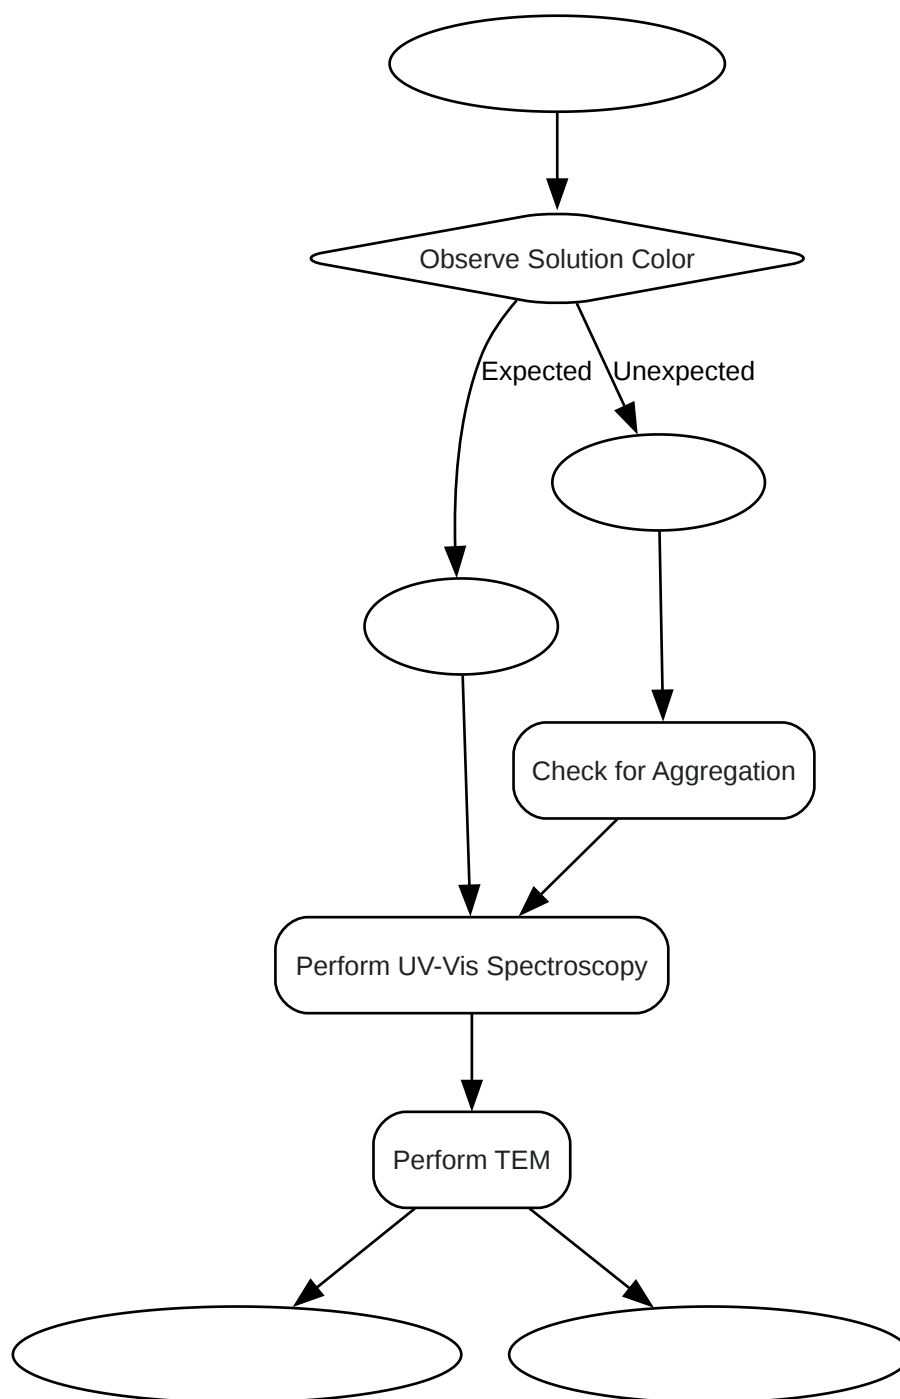 Observe Solution Color
Expected
Unexpected
Check for Aggregation
Perform UV-Vis Spectroscopy
Perform TEM